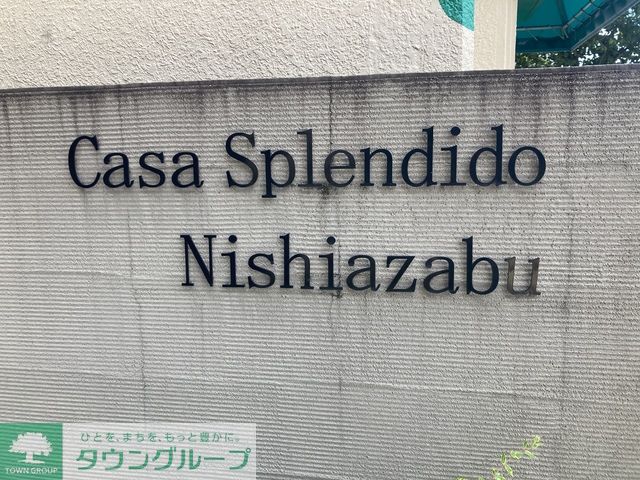 Casa Splendido
Nishiazabu
ひとを、まちを、もっと豊かに。
タウングループ
TOWN GROUP